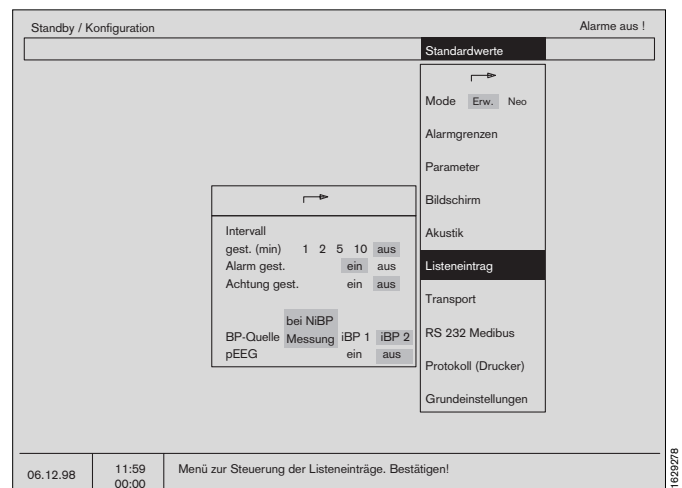 Standby / Konfiguration
Alarme aus !
Standardwerte
Mode Erw. Neo
Alarmgrenzen
Parameter
Bildschirm
Akustik
Listeneintrag
Transport
RS 232 Medibus
Protokoll (Drucker)
Grundeinstellungen
Intervall
gest. (min) 1 2 5 10 aus
Alarm gest. ein aus
Achtung gest. ein aus
bei NiBP
BP-Quelle Messung iBP 1 iBP 2
pEEG ein aus
06.12.98
11:59
00:00
Menü zur Steuerung der Listeneinträge. Bestätigen!
1629278